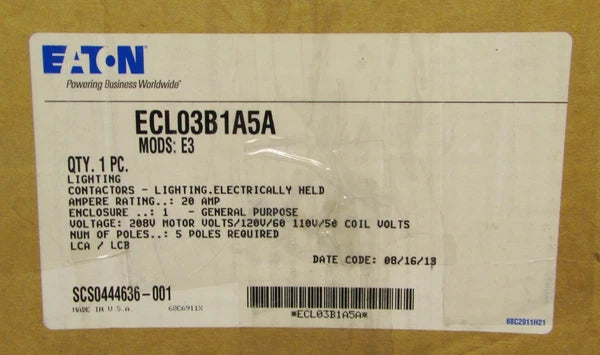 EATON
Powering Business Worldwide
ECL03B1A5A
MODS: E3
QTY. 1 PC.
LIGHTING
CONTACTORS - LIGHTING.ELECTRICALLY HELD
AMPERE RATING..: 20 AMP
ENCLOSURE ..: 1 - GENERAL PURPOSE
VOLTAGE: 208V MOTOR VOLTS/120V/60 110V/50 COIL VOLTS
NUM OF POLES..: 5 POLES REQUIRED
LCA / LCB
DATE CODE: 08/16/13
SCS0444636-001
MADE IN U.S.A. 68C6911X
*ECL03B1A5A*
68C2911H21